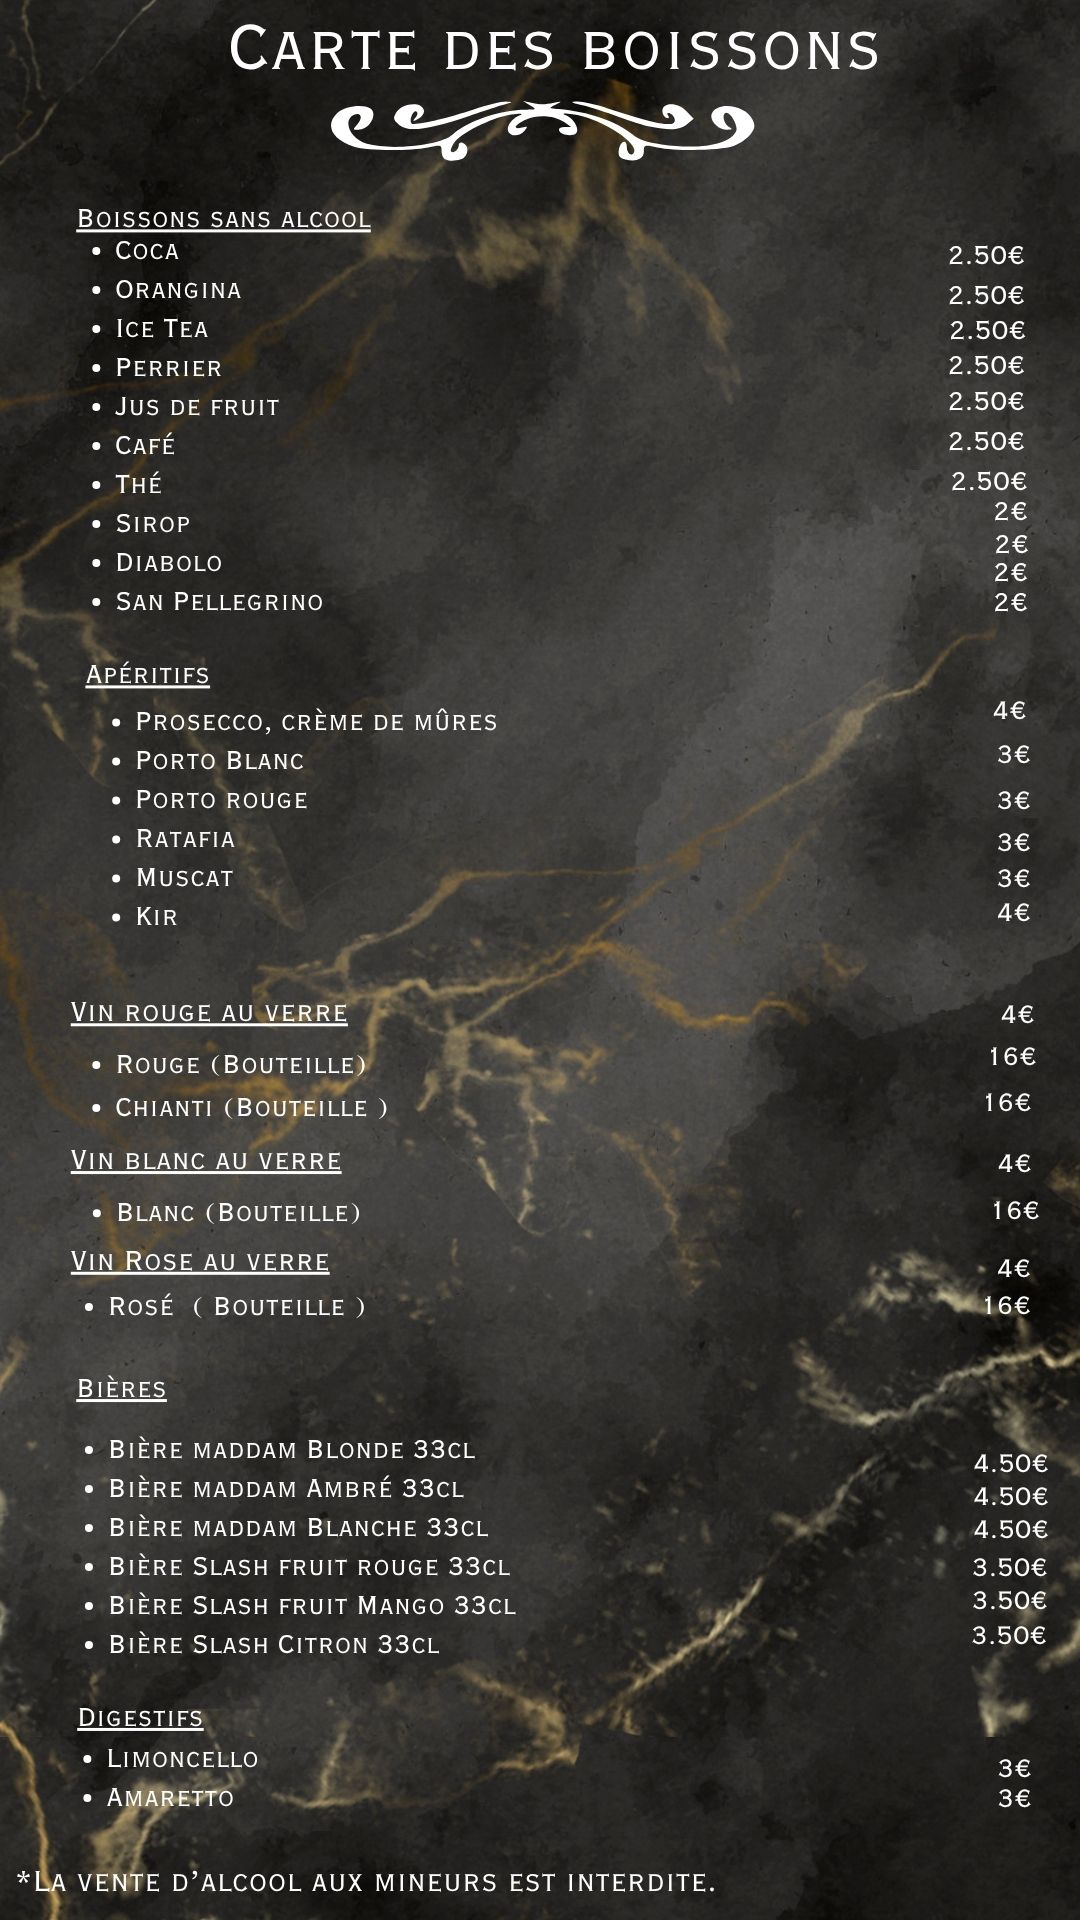 Carte des boissons
Boissons sans alcool
Coca 2.50€
Orangina 2.50€
Ice Tea 2.50€
Perrier 2.50€
Jus de fruit 2.50€
Café 2.50€
Thé 2.50€
Sirop 2€
2€
Diabolo 2€
San Pellegrino 2€
Apéritifs
Prosecco, crème de mûres 4€
Porto Blanc 3€
Porto rouge 3€
Ratafia 3€
Muscat 3€
Kir 4€
Vin rouge au verre 4€
Rouge (Bouteille) 16€
Chianti (Bouteille ) 16€
Vin blanc au verre 4€
Blanc (Bouteille) 16€
Vin Rose au verre 4€
Rosé ( Bouteille ) 16€
Bières
Bière maddam Blonde 33cl 4.50€
Bière maddam Ambré 33cl 4.50€
Bière maddam Blanche 33cl 4.50€
Bière Slash fruit rouge 33cl 3.50€
Bière Slash fruit Mango 33cl 3.50€
Bière Slash Citron 33cl 3.50€
Digestifs
Limoncello 3€
Amaretto 3€
*La vente d'alcool aux mineurs est interdite.